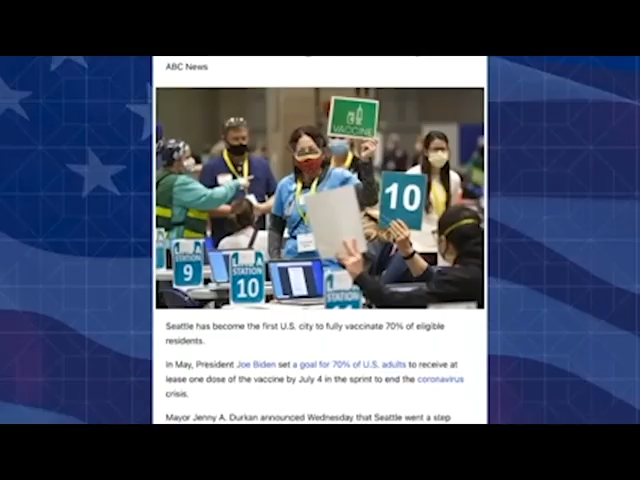 ABC News
VACCINE
10
STATION
9
STATION
10
STATION
Seattle has become the first U.S. city to fully vaccinate 70% of eligible
residents.
In May, President Joe Biden set a goal for 70% of U.S. adults to receive at
lease one dose of the vaccine by July 4 in the sprint to end the coronavirus
crisis.
Mayor Jenny A. Durkan announced Wednesday that Seattle went a step